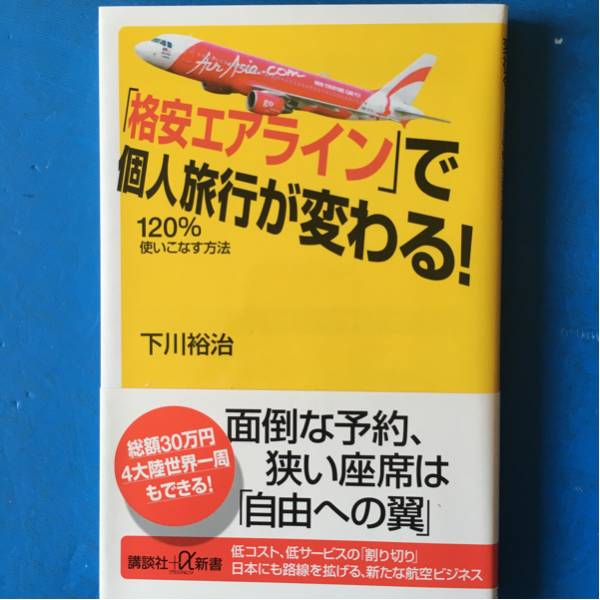 AirAsia.com
「格安エアライン」で
個人旅行が変わる!
120%
使いこなす方法
下川裕治
総額30万円
4大陸世界一周
もできる!
面倒な予約、
狭い座席は
「自由への翼」
講談社+α新書
低コスト、低サービスの「割り切り」
日本にも路線を拡げる、新たな航空ビジネス